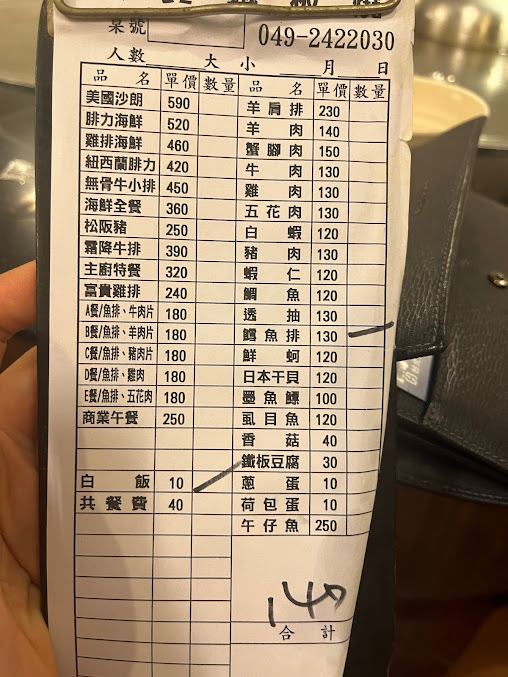 桌號 049-2422030
人數 大 小 月 日
品名 單價 數量 品名 單價 數量
美國沙朗 590 羊肩排 230
腓力海鮮 520 羊肉 140
雞排海鮮 460 蟹腳肉 150
紐西蘭腓力 420 牛肉 130
無骨牛小排 450 雞肉 130
海鮮全餐 360 五花肉 130
松阪豬 250 白蝦 120
霜降牛排 390 豬肉 130
主廚特餐 320 蝦仁 120
富貴雞排 240 鯛魚 120
A餐/魚排、牛肉片 180 透抽 130
B餐/魚排、羊肉片 180 鱈魚排 130
C餐/魚排、豬肉片 180 鮮蚵 120
D餐/魚排、雞肉 180 日本干貝 120
E餐/魚排、五花肉 180 墨魚鰾 100
商業午餐 250 虱目魚 120
香菇 40
鐵板豆腐 30
白飯 10 蔥蛋 10
共餐費 40 荷包蛋 10
午仔魚 250
合計